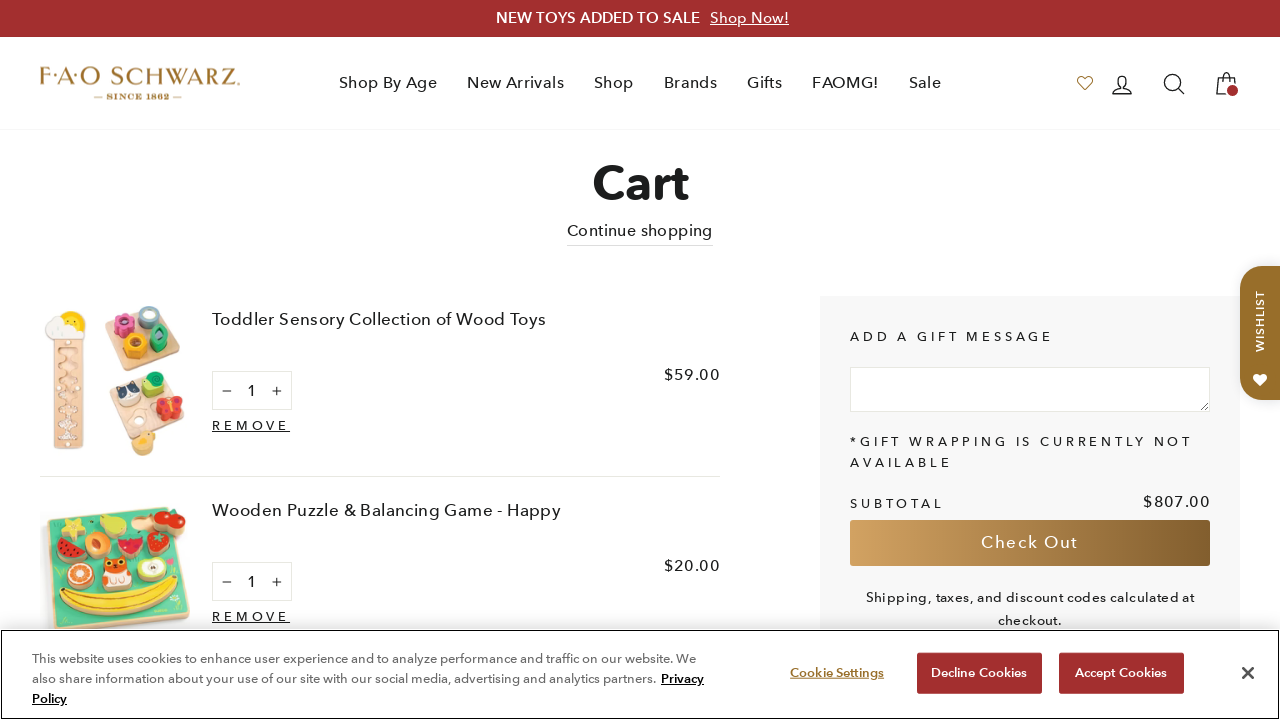 NEW TOYS ADDED TO SALE Shop Now!
F·A·O SCHWARZ
SINCE 1862
Shop By Age New Arrivals Shop Brands Gifts FAOMG! Sale
Cart
Continue shopping
WISHLIST
Toddler Sensory Collection of Wood Toys
− 1 +
$59.00
REMOVE
Wooden Puzzle & Balancing Game - Happy
− 1 +
$20.00
REMOVE
ADD A GIFT MESSAGE
*GIFT WRAPPING IS CURRENTLY NOT
AVAILABLE
SUBTOTAL $807.00
Check Out
Shipping, taxes, and discount codes calculated at
checkout.
This website uses cookies to enhance user experience and to analyze performance and traffic on our website. We
also share information about your use of our site with our social media, advertising and analytics partners. Privacy
Policy
Cookie Settings
Decline Cookies
Accept Cookies